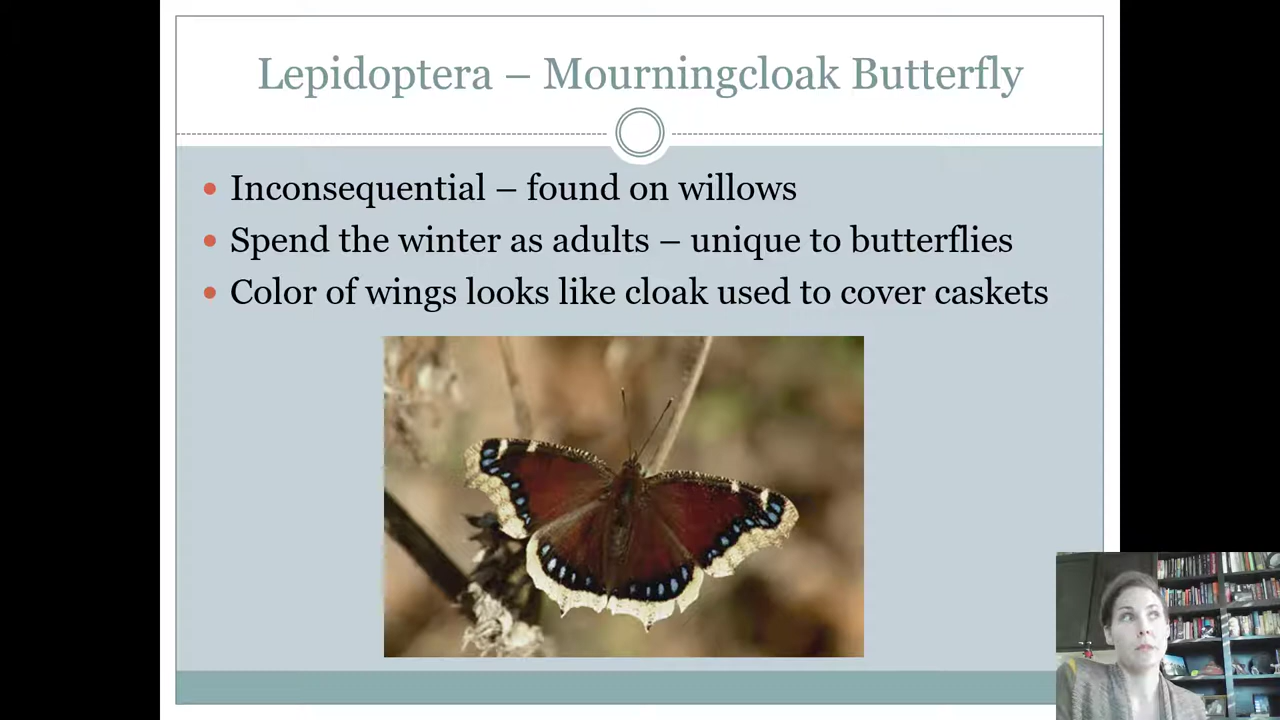 Lepidoptera – Mourningcloak Butterfly
Inconsequential – found on willows
Spend the winter as adults – unique to butterflies
Color of wings looks like cloak used to cover caskets